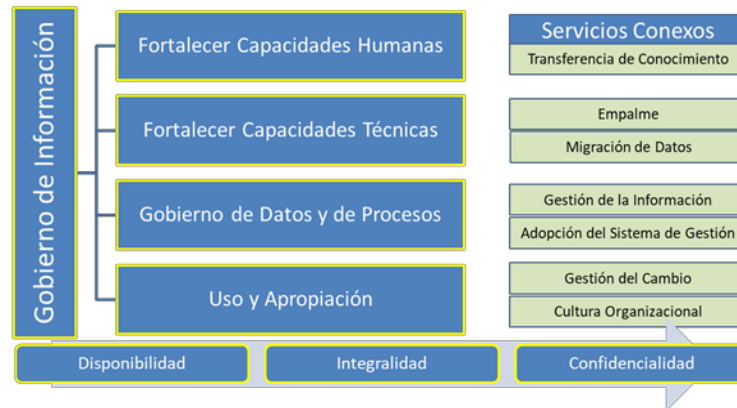 Gobierno de Información
Fortalecer Capacidades Humanas
Servicios Conexos
Transferencia de Conocimiento
Fortalecer Capacidades Técnicas
Empalme
Migración de Datos
Gobierno de Datos y de Procesos
Gestión de la Información
Adopción del Sistema de Gestión
Uso y Apropiación
Gestión del Cambio
Cultura Organizacional
Disponibilidad
Integralidad
Confidencialidad